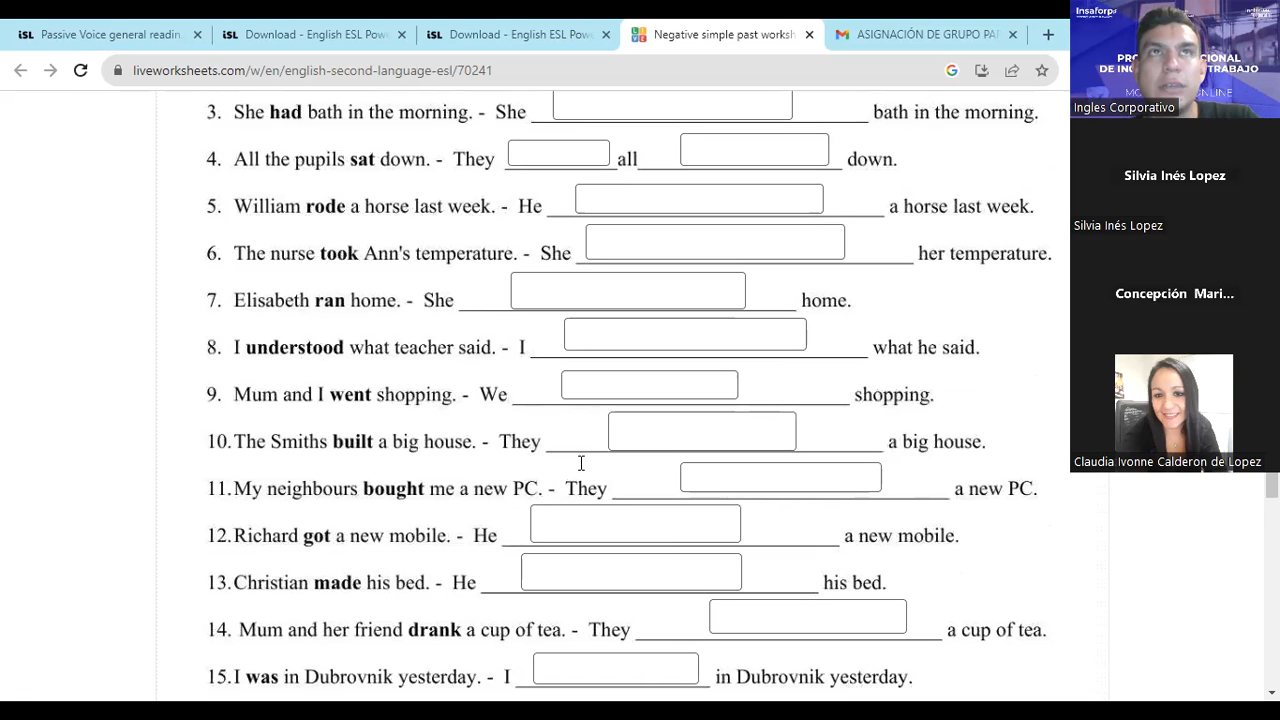 Passive Voice general readin
Download - English ESL Powe
Download - English ESL Powe
Negative simple past worksh
ASIGNACIÓN DE GRUPO PAR
liveworksheets.com/w/en/english-second-language-esl/70241
3. She had bath in the morning. - She bath in the morning.
4. All the pupils sat down. - They all down.
5. William rode a horse last week. - He a horse last week.
6. The nurse took Ann's temperature. - She her temperature.
7. Elisabeth ran home. - She home.
8. I understood what teacher said. - I what he said.
9. Mum and I went shopping. - We shopping.
10.The Smiths built a big house. - They a big house.
11.My neighbours bought me a new PC. - They a new PC.
12.Richard got a new mobile. - He a new mobile.
13.Christian made his bed. - He his bed.
14. Mum and her friend drank a cup of tea. - They a cup of tea.
15.I was in Dubrovnik yesterday. - I in Dubrovnik yesterday.
Insaforp
Ingles Corporativo
Silvia Inés Lopez
Silvia Inés Lopez
Concepción Mari...
Claudia Ivonne Calderon de Lopez